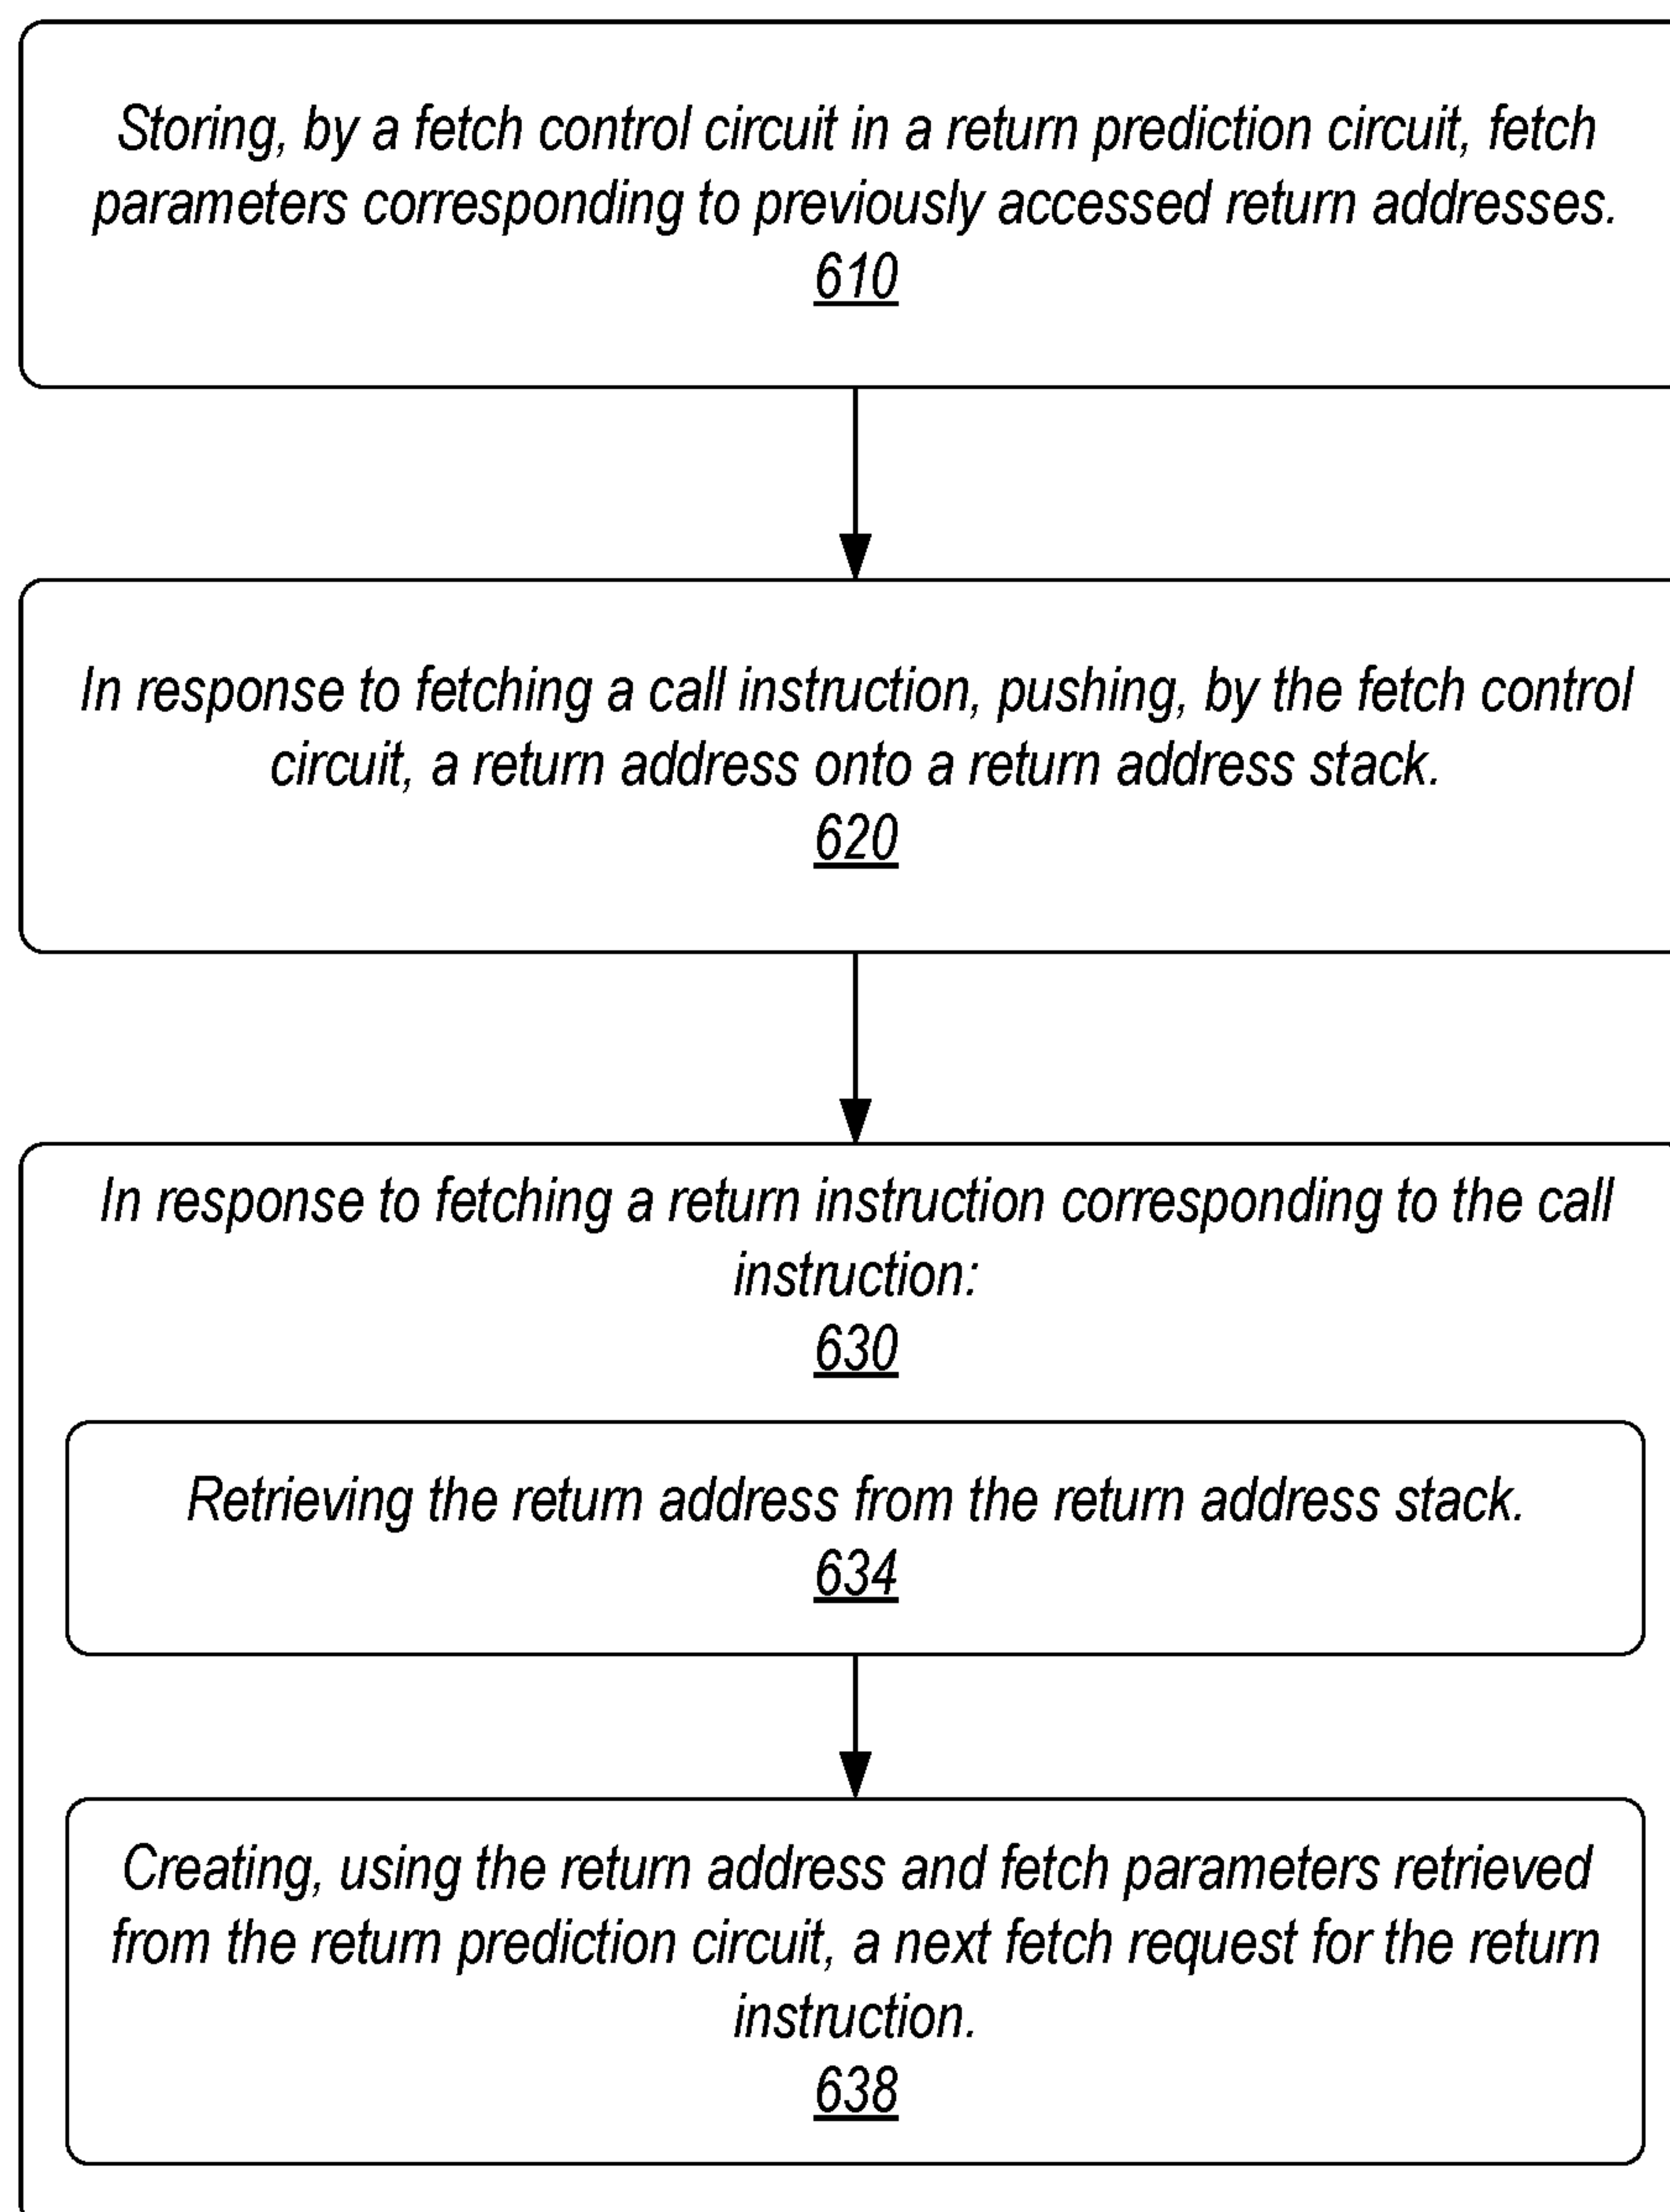 Storing, by a fetch control circuit in a return prediction circuit, fetch
parameters corresponding to previously accessed return addresses.
610
In response to fetching a call instruction, pushing, by the fetch control
circuit, a return address onto a return address stack.
620
In response to fetching a return instruction corresponding to the call
instruction:
630
Retrieving the return address from the return address stack.
634
Creating, using the return address and fetch parameters retrieved
from the return prediction circuit, a next fetch request for the return
instruction.
638